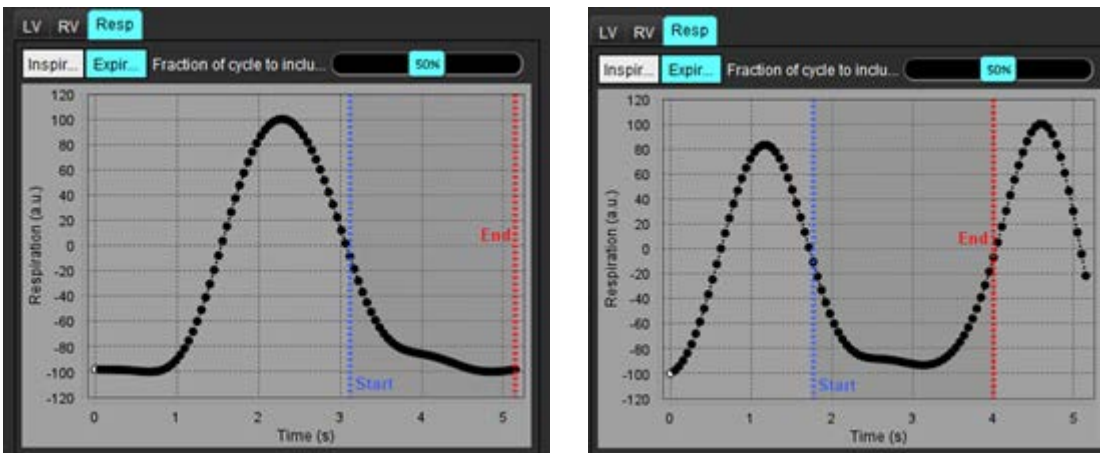 LV RV Resp
Inspir... Expir... Fraction of cycle to inclu... 50%
120
100
80
60
40
20
0
-20
-40
-60
-80
-100
-120
Respiration (a.u.)
End
Start
0 1 2 3 4 5
Time (s)
LV RV Resp
Inspir... Expir... Fraction of cycle to inclu... 50%
120
100
80
60
40
20
0
-20
-40
-60
-80
-100
-120
Respiration (a.u.)
End
Start
0 1 2 3 4 5
Time (s)